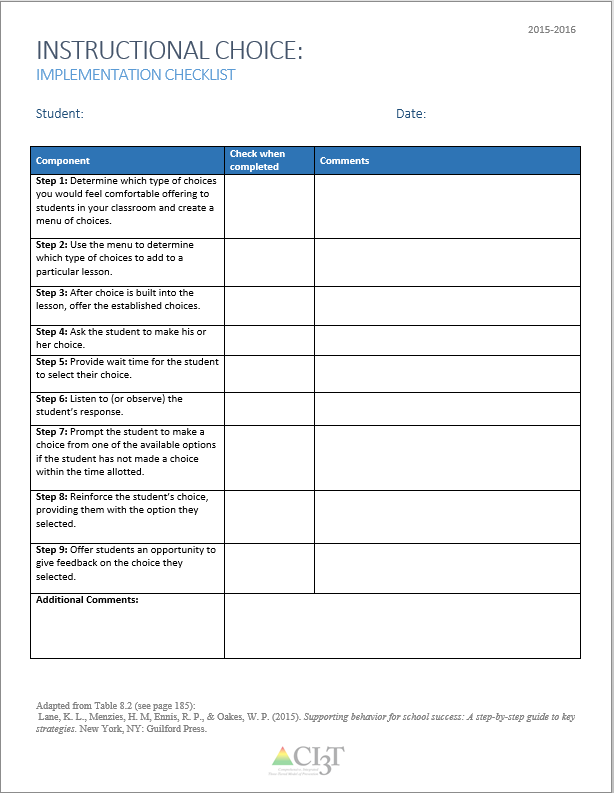 2015-2016
INSTRUCTIONAL CHOICE:
IMPLEMENTATION CHECKLIST
Student:
Date:
Component
Check when
completed
Comments
Step 1: Determine which type of choices
you would feel comfortable offering to
students in your classroom and create a
menu of choices.
Step 2: Use the menu to determine
which type of choices to add to a
particular lesson.
Step 3: After choice is built into the
lesson, offer the established choices.
Step 4: Ask the student to make his or
her choice.
Step 5: Provide wait time for the student
to select their choice.
Step 6: Listen to (or observe) the
student's response.
Step 7: Prompt the student to make a
choice from one of the available options
if the student has not made a choice
within the time allotted.
Step 8: Reinforce the student's choice,
providing them with the option they
selected.
Step 9: Offer students an opportunity to
give feedback on the choice they
selected.
Additional Comments:
Adapted from Table 8.2 (see page 185):
Lane, K. L., Menzies, H. M, Ennis, R. P., & Oakes, W. P. (2015). Supporting behavior for school success: A step-by-step guide to key
strategies. New York, NY: Guilford Press.
CI3T